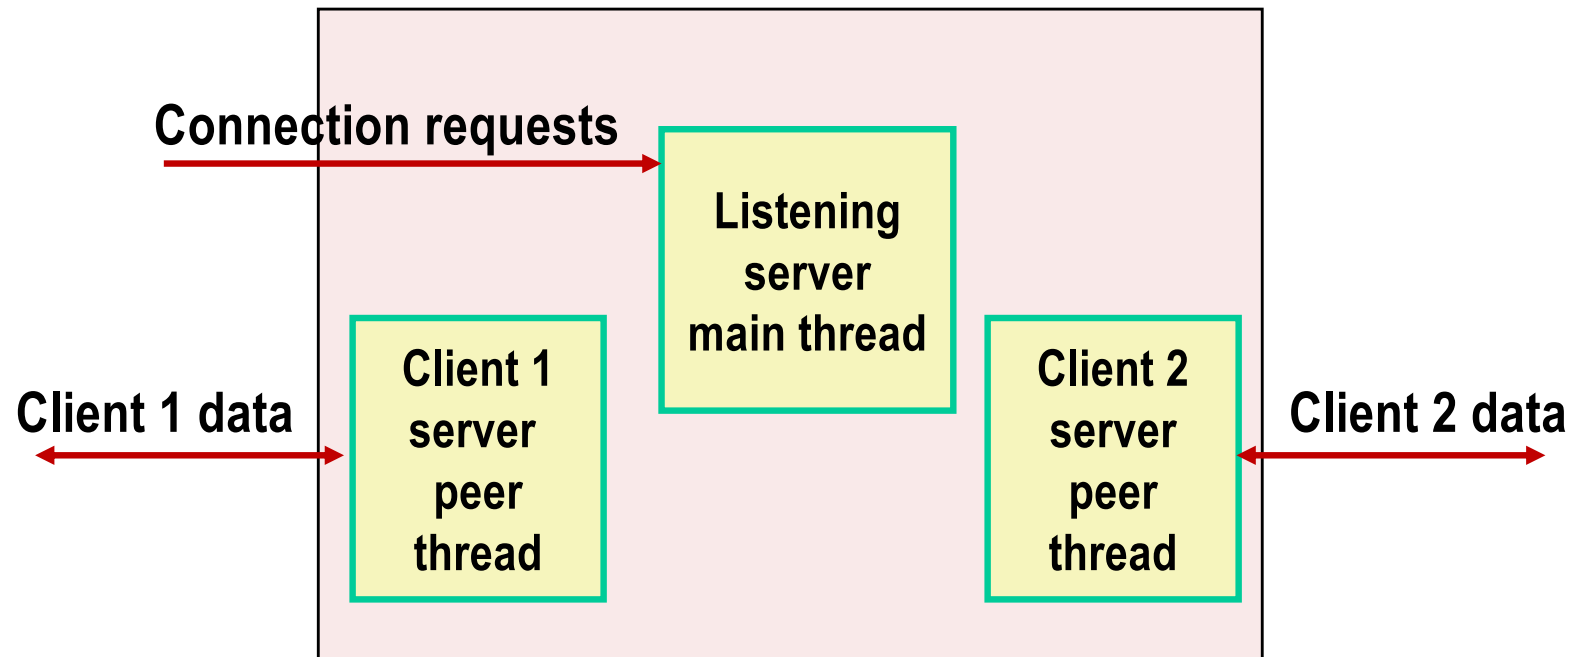 Connection requests
Listening
server
main thread
Client 1
server
peer
thread
Client 2
server
peer
thread
Client 1 data
Client 2 data